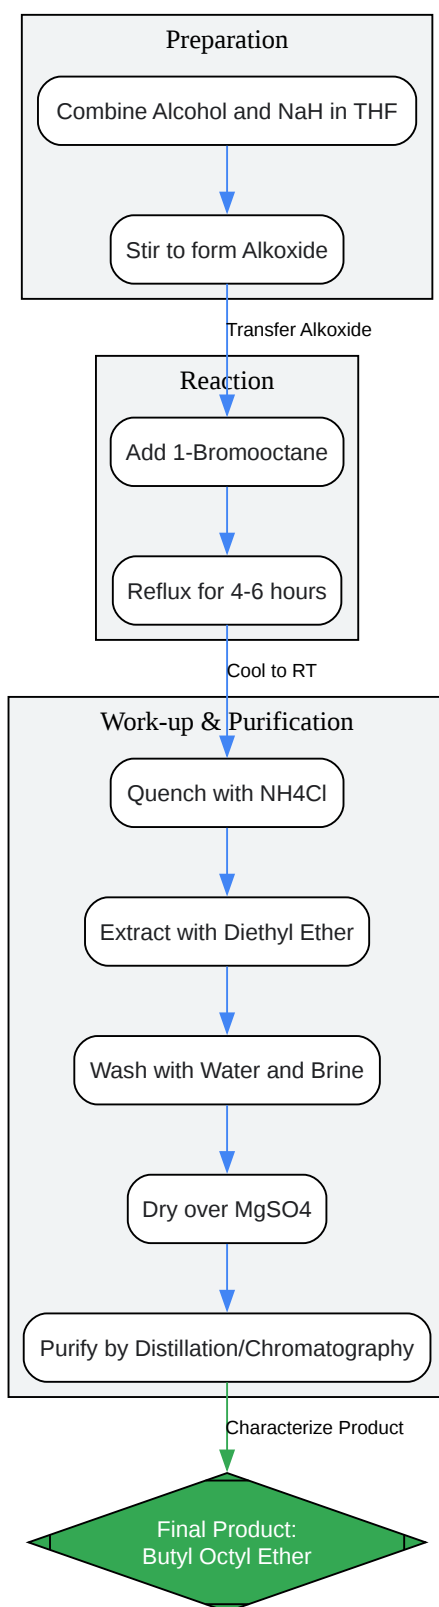 Preparation
Combine Alcohol and NaH in THF
Stir to form Alkoxide
Transfer Alkoxide
Reaction
Add 1-Bromooctane
Reflux for 4-6 hours
Cool to RT
Work-up & Purification
Quench with NH4Cl
Extract with Diethyl Ether
Wash with Water and Brine
Dry over MgSO4
Purify by Distillation/Chromatography
Characterize Product
Final Product:
Butyl Octyl Ether